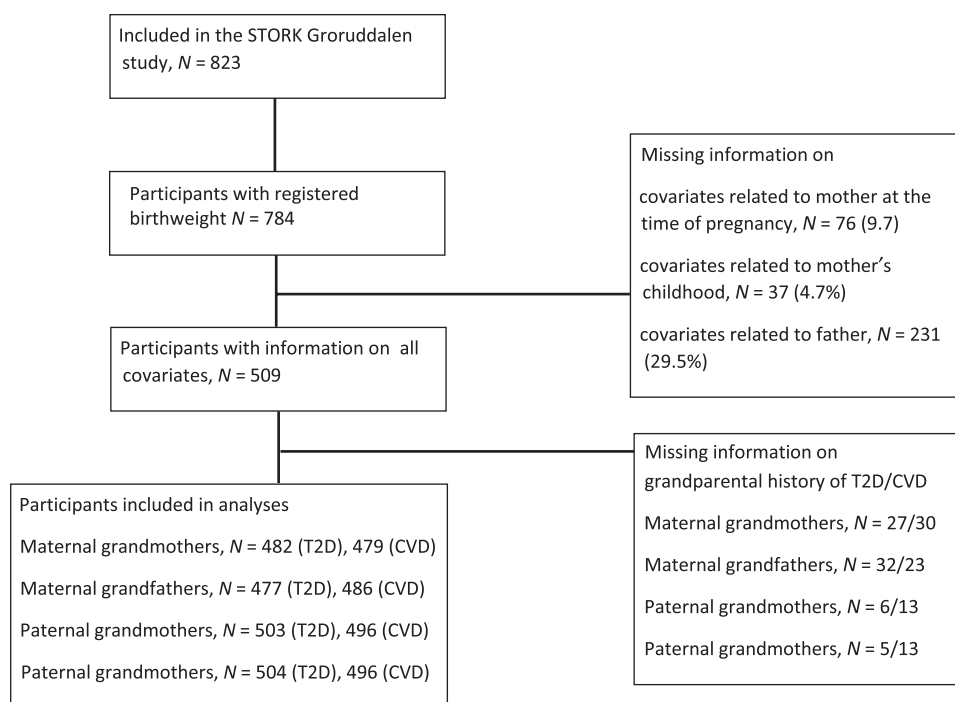 Included in the STORK Groruddalen
study, N = 823
Participants with registered
birthweight N = 784
Missing information on
covariates related to mother at the
time of pregnancy, N = 76 (9.7)
covariates related to mother′s
childhood, N = 37 (4.7%)
covariates related to father, N = 231
(29.5%)
Participants with information on all
covariates, N = 509
Missing information on
grandparental history of T2D/CVD
Maternal grandmothers, N = 27/30
Maternal grandfathers, N = 32/23
Paternal grandmothers, N = 6/13
Paternal grandmothers, N = 5/13
Participants included in analyses
Maternal grandmothers, N = 482 (T2D), 479 (CVD)
Maternal grandfathers, N = 477 (T2D), 486 (CVD)
Paternal grandmothers, N = 503 (T2D), 496 (CVD)
Paternal grandmothers, N = 504 (T2D), 496 (CVD)